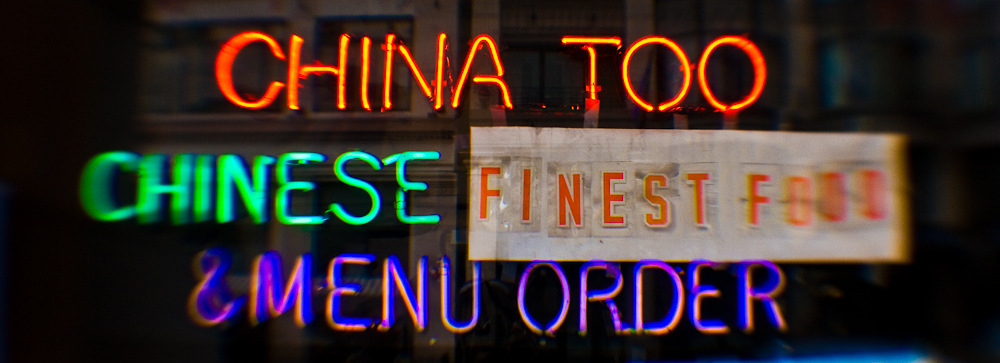 CHINA TOO
CHINESE FINEST FOOD
& MENU ORDER